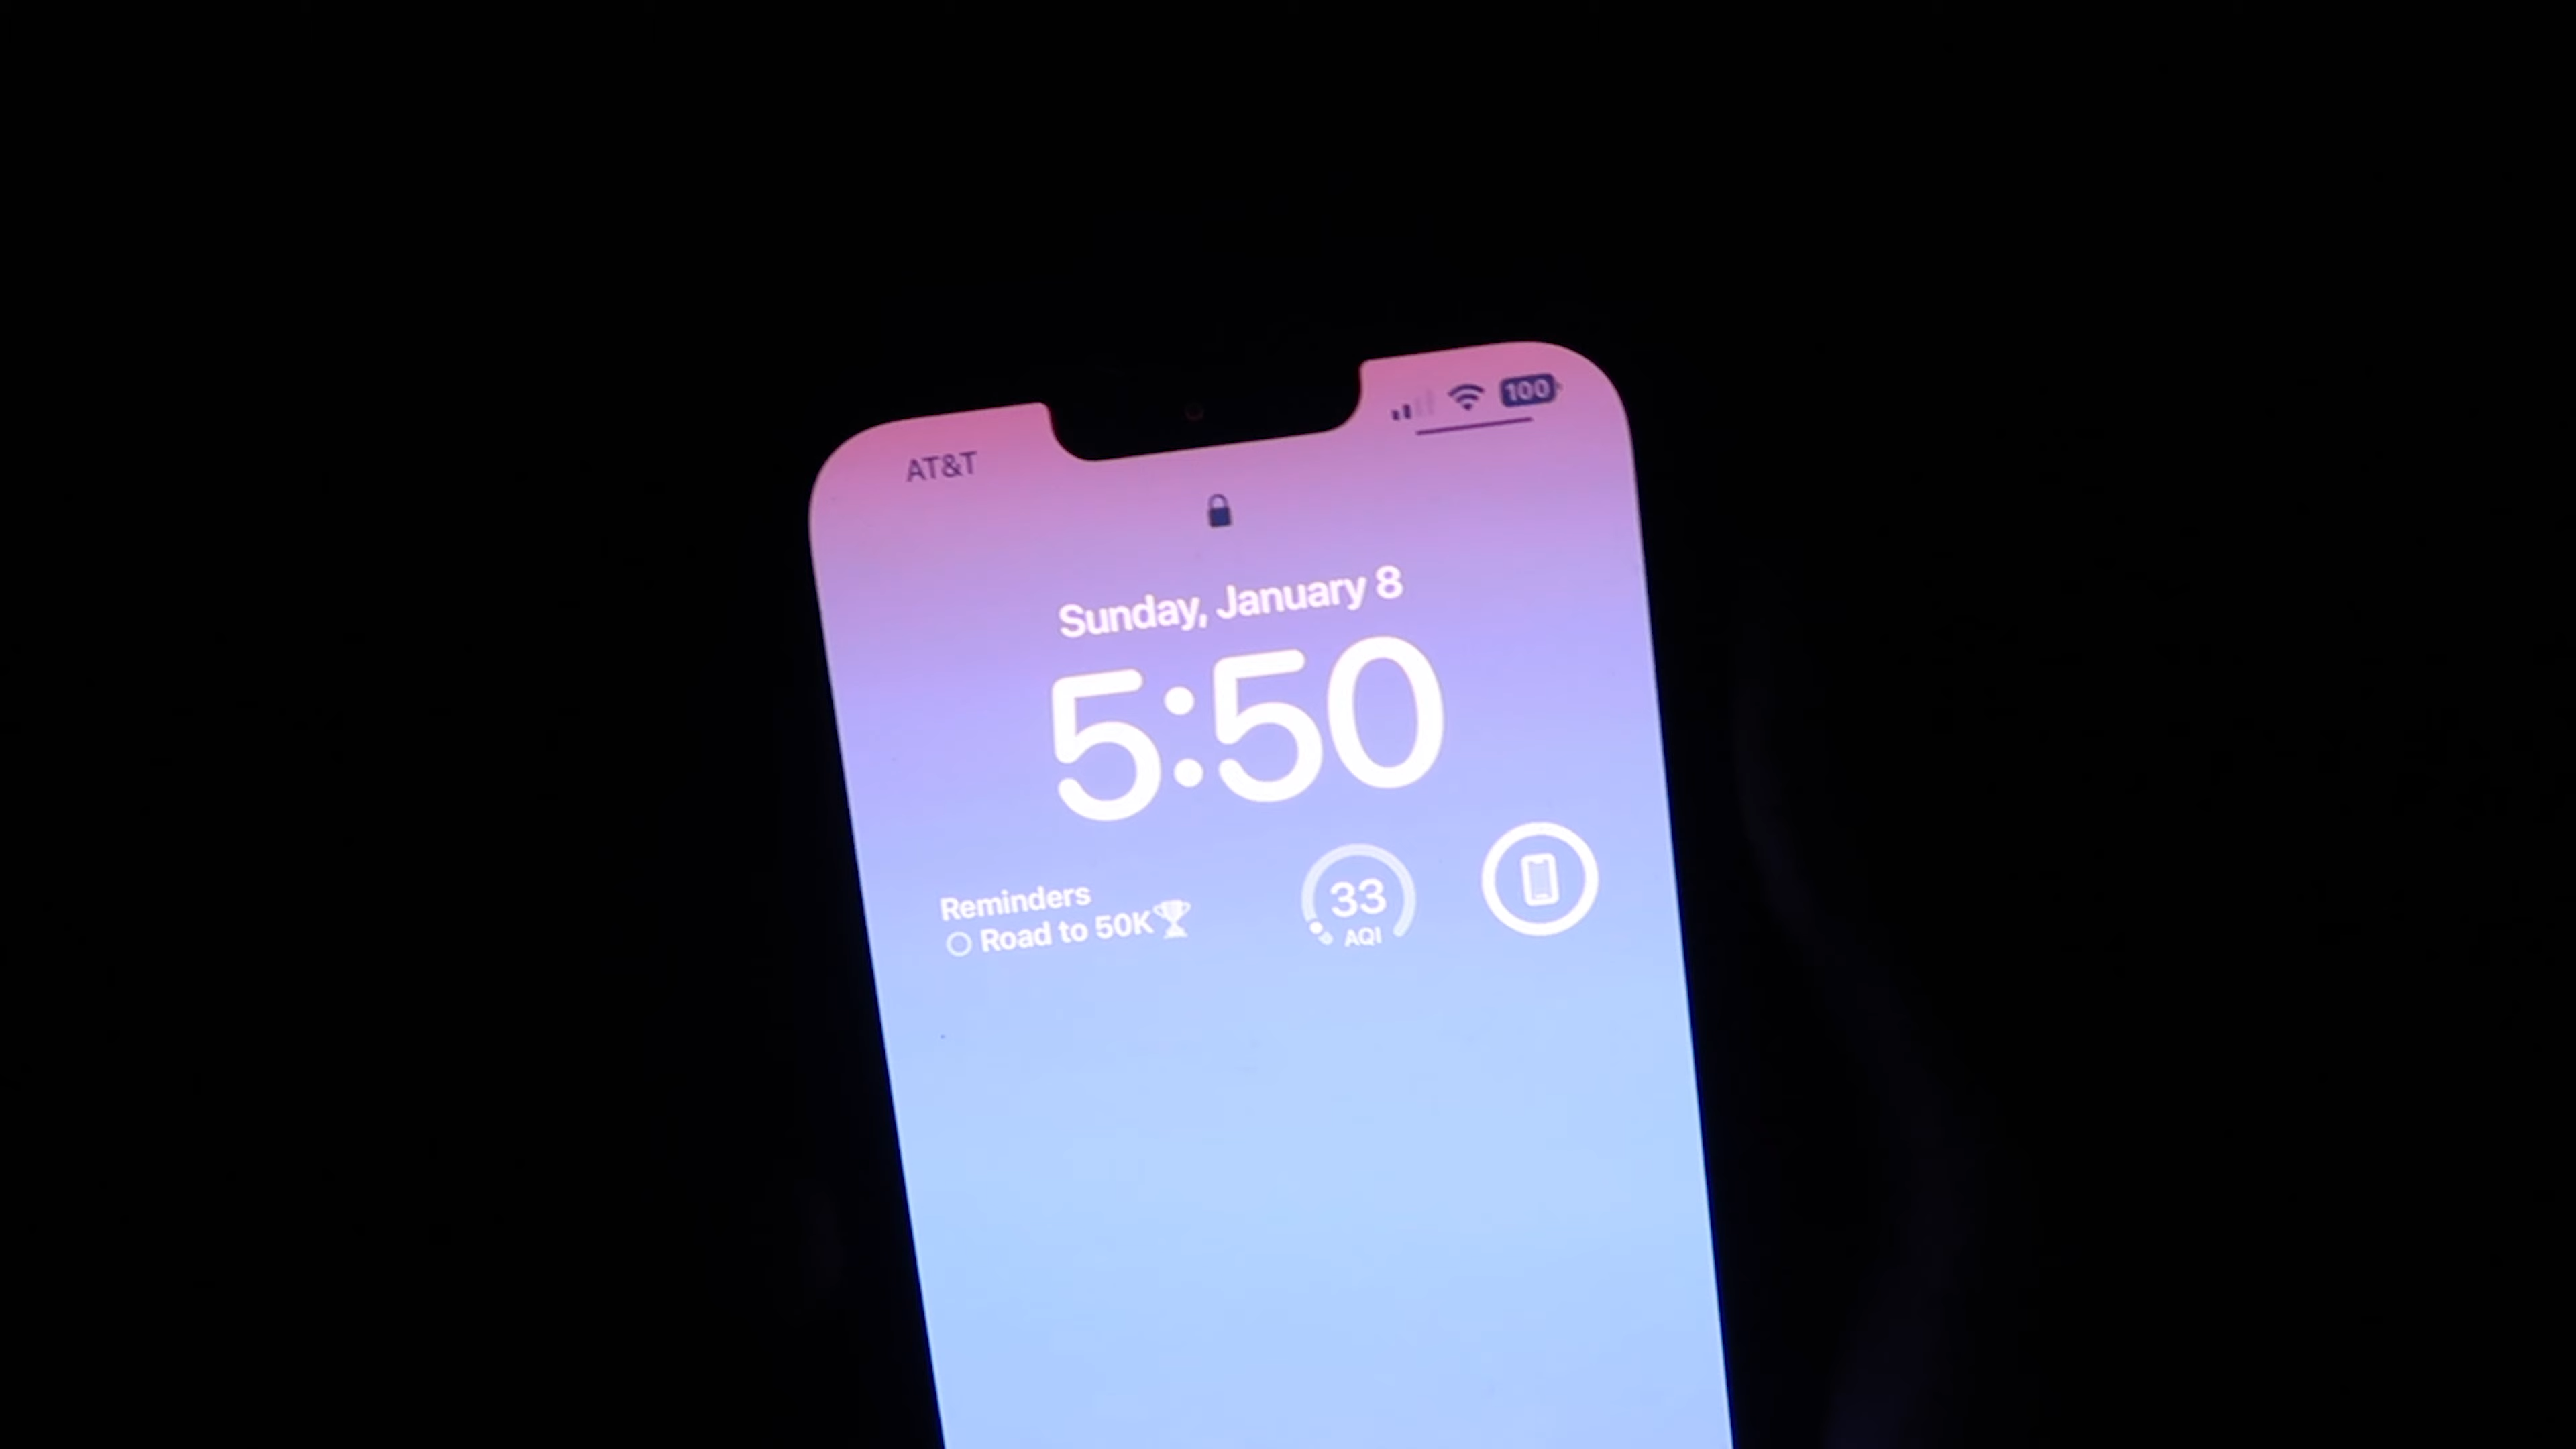 AT&T
100
Sunday, January 8
5:50
Reminders
Road to 50K🏆
33
AQI